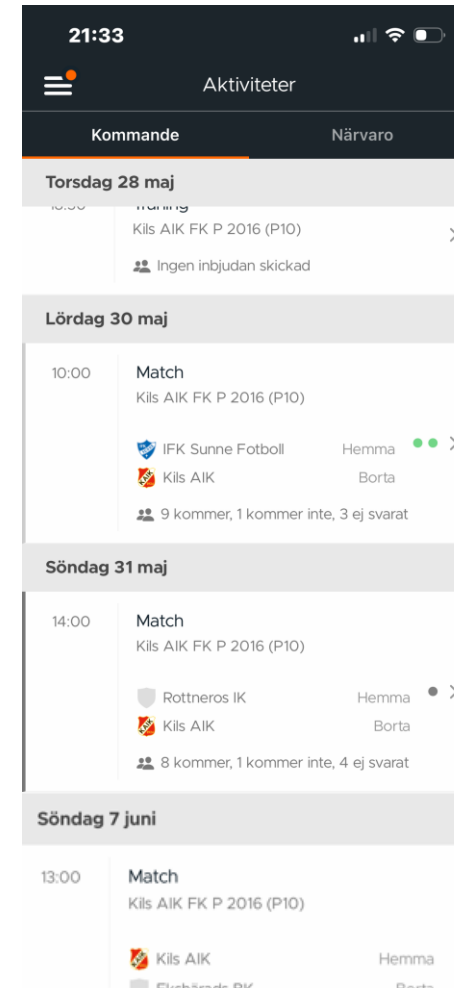 21:33
Aktiviteter
Kommande Närvaro
Torsdag 28 maj
Kils AIK FK P 2016 (P10)
Ingen inbjudan skickad
Lördag 30 maj
10:00 Match
Kils AIK FK P 2016 (P10)
IFK Sunne Fotboll Hemma
Kils AIK Borta
9 kommer, 1 kommer inte, 3 ej svarat
Söndag 31 maj
14:00 Match
Kils AIK FK P 2016 (P10)
Rottneros IK Hemma
Kils AIK Borta
8 kommer, 1 kommer inte, 4 ej svarat
Söndag 7 juni
13:00 Match
Kils AIK FK P 2016 (P10)
Kils AIK Hemma